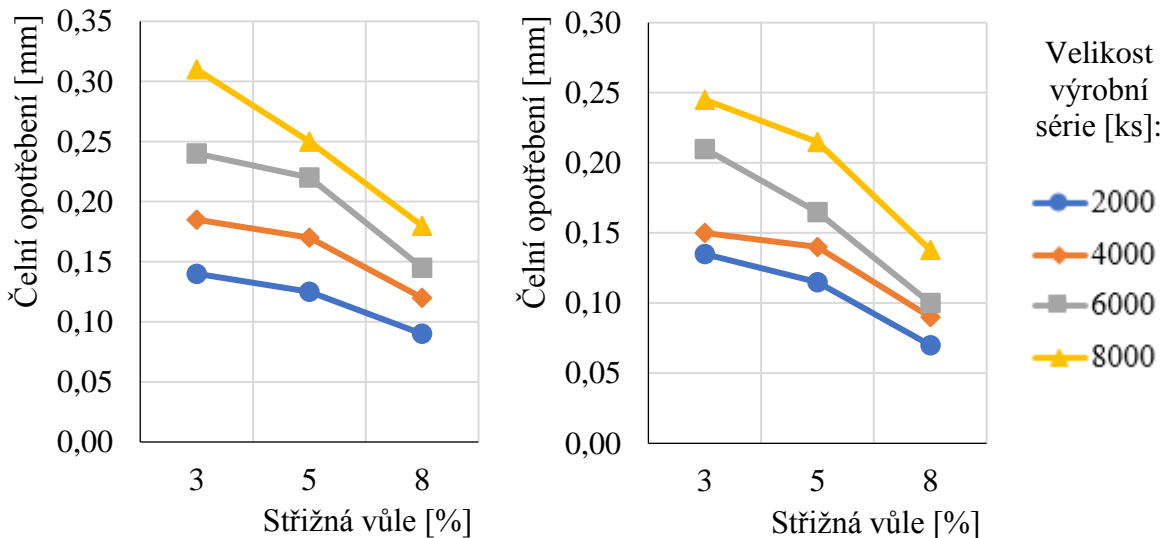 Čelní opotřebení [mm]
0,35
0,30
0,25
0,20
0,15
0,10
0,05
0,00
3 5 8
Střižná vůle [%]
Čelní opotřebení [mm]
0,30
0,25
0,20
0,15
0,10
0,05
0,00
3 5 8
Střižná vůle [%]
Velikost
výrobní
série [ks]:
2000
4000
6000
8000